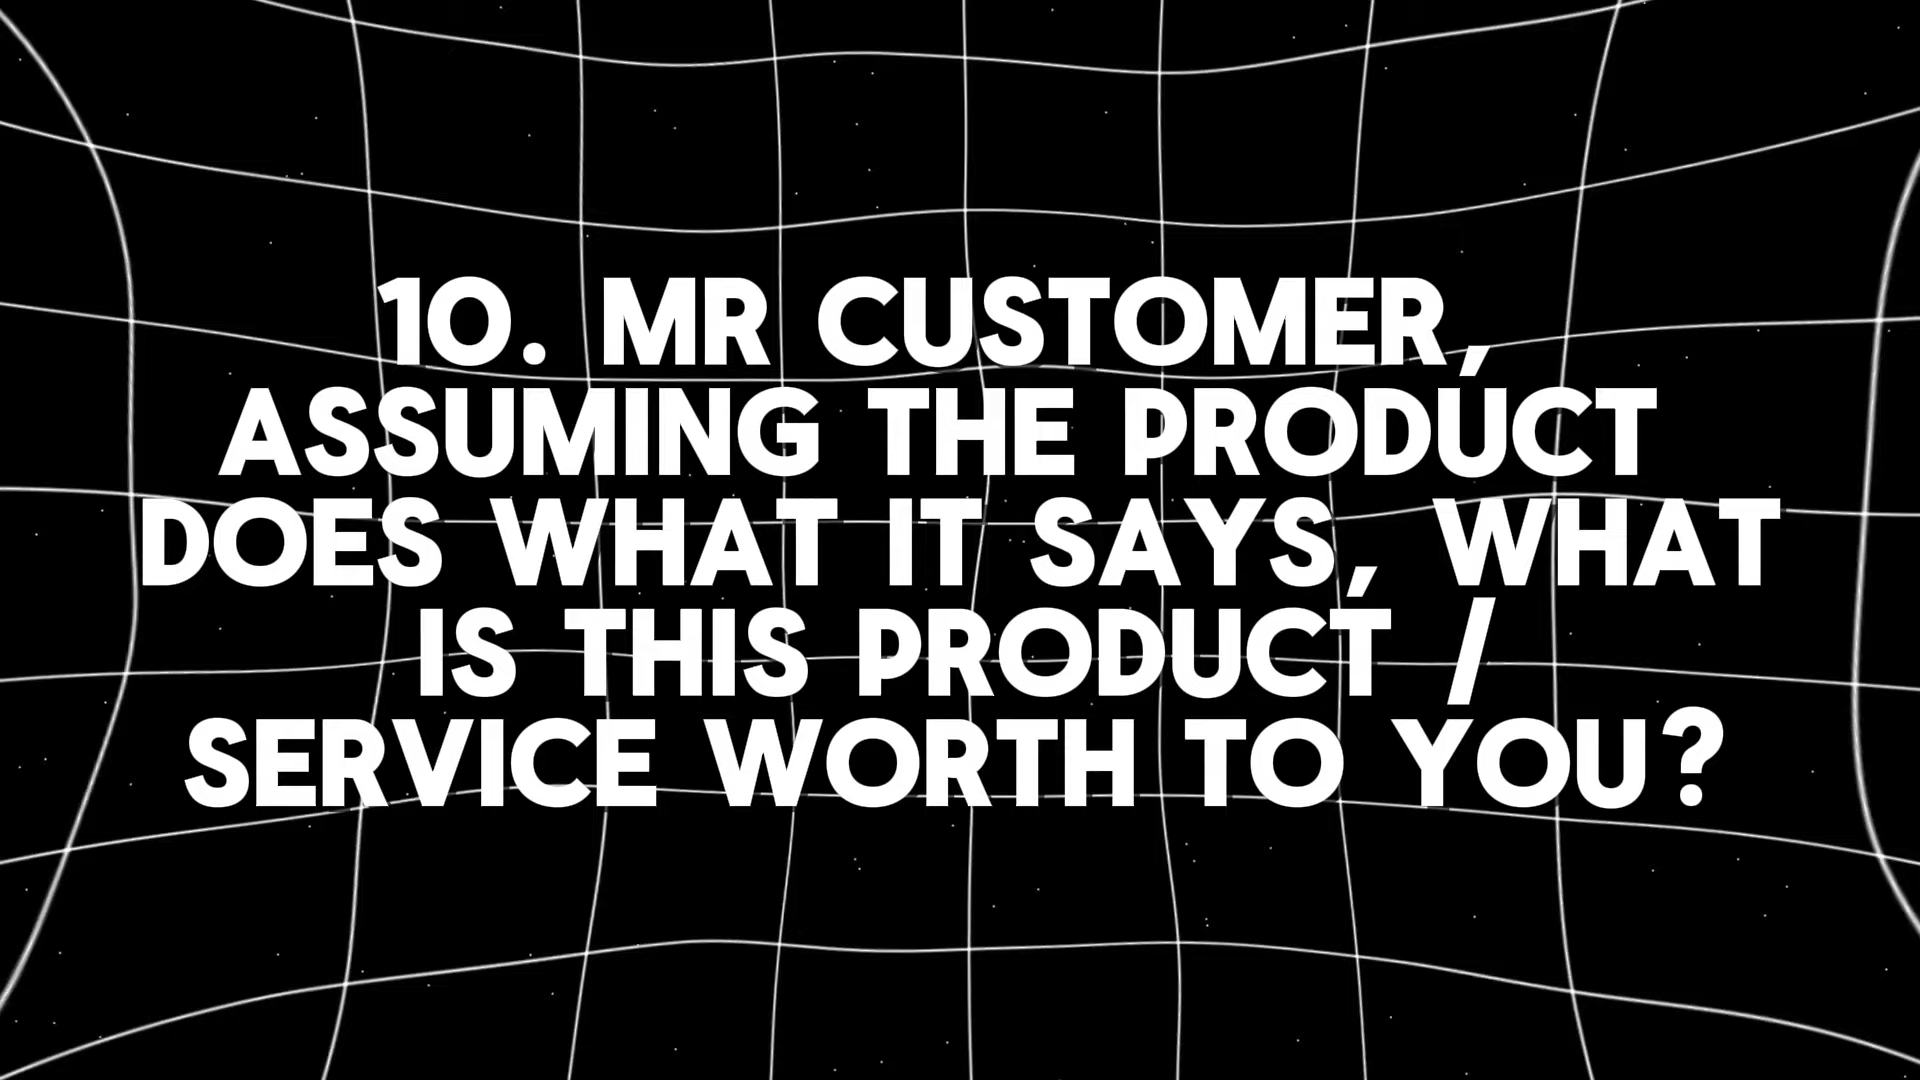 10. MR CUSTOMER,
ASSUMING THE PRODUCT
DOES WHAT IT SAYS, WHAT
IS THIS PRODUCT /
SERVICE WORTH TO YOU?